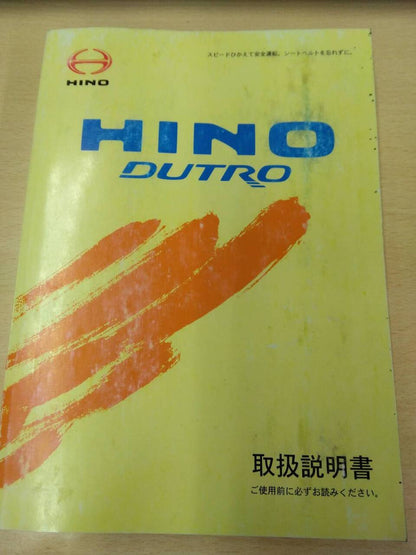 スピードひかえて安全運転、シートベルトを忘れずに。
HINO
HINO
DUTRO
取扱説明書
ご使用前に必ずお読みください。